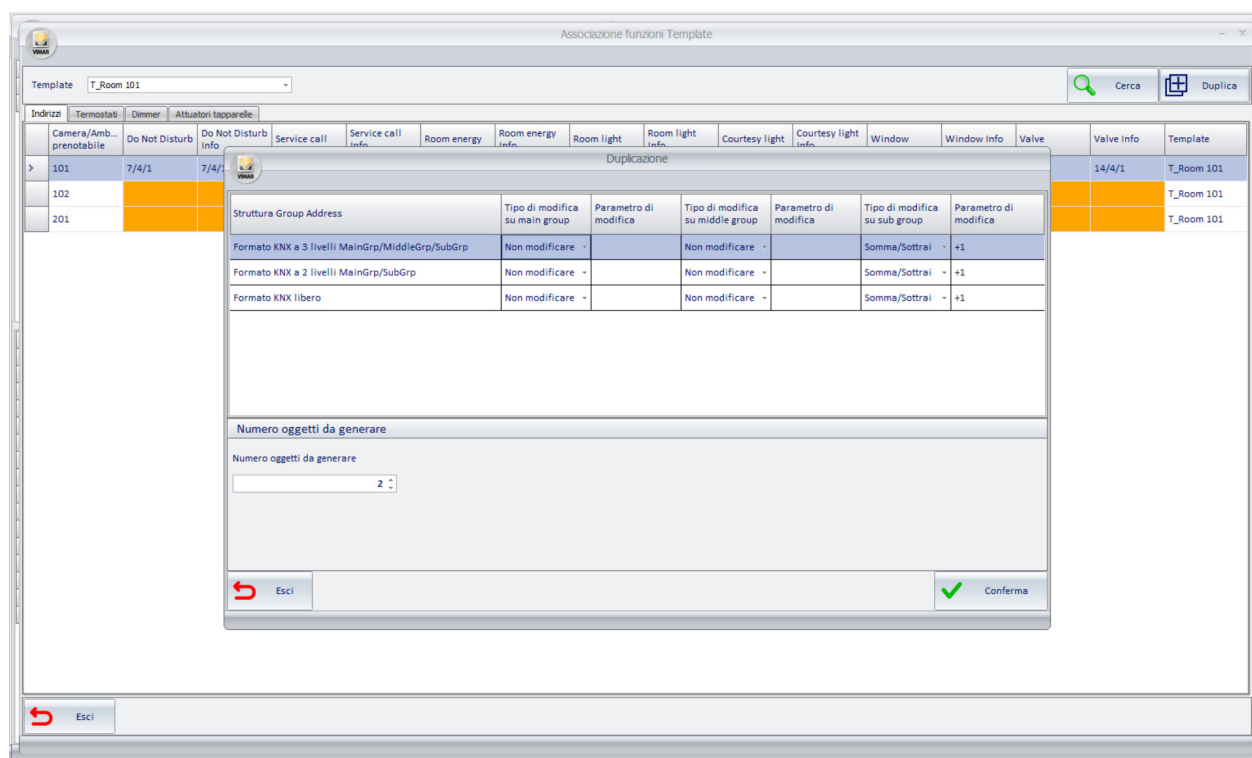 Associazione funzioni Template
VIMAR
Template T_Room 101
Cerca Duplica
Indirizzi Termostati Dimmer Attuatori tapparelle
Camera/Amb... prenotabile Do Not Disturb Do Not Disturb Info Service call Service call Info Room energy Room energy Info Room light Room light Info Courtesy light Courtesy light Info Window Window Info Valve Valve Info Template
101 7/4/1 7/4/1 14/4/1 T_Room 101
102 T_Room 101
201 T_Room 101
Duplicazione
VIMAR
Struttura Group Address Tipo di modifica su main group Parametro di modifica Tipo di modifica su middle group Parametro di modifica Tipo di modifica su sub group Parametro di modifica
Formato KNX a 3 livelli MainGrp/MiddleGrp/SubGrp Non modificare Non modificare Somma/Sottrai +1
Formato KNX a 2 livelli MainGrp/SubGrp Non modificare Non modificare Somma/Sottrai +1
Formato KNX libero Non modificare Non modificare Somma/Sottrai +1
Numero oggetti da generare
Numero oggetti da generare
2
Esci Conferma
Esci